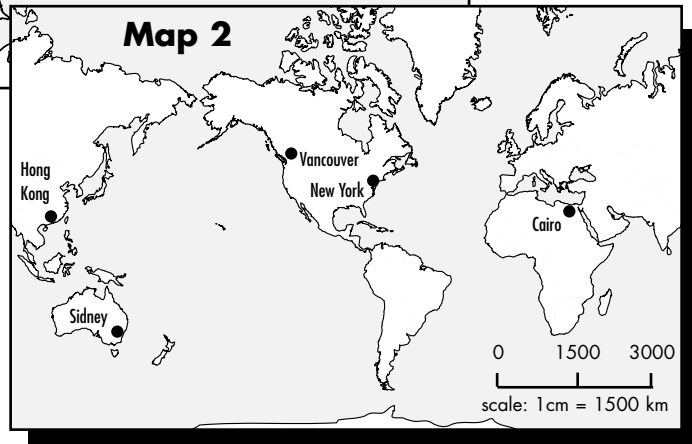 Map 2
Hong
Kong
Vancouver
New York
Cairo
Sidney
0 1500 3000
scale: 1cm = 1500 km